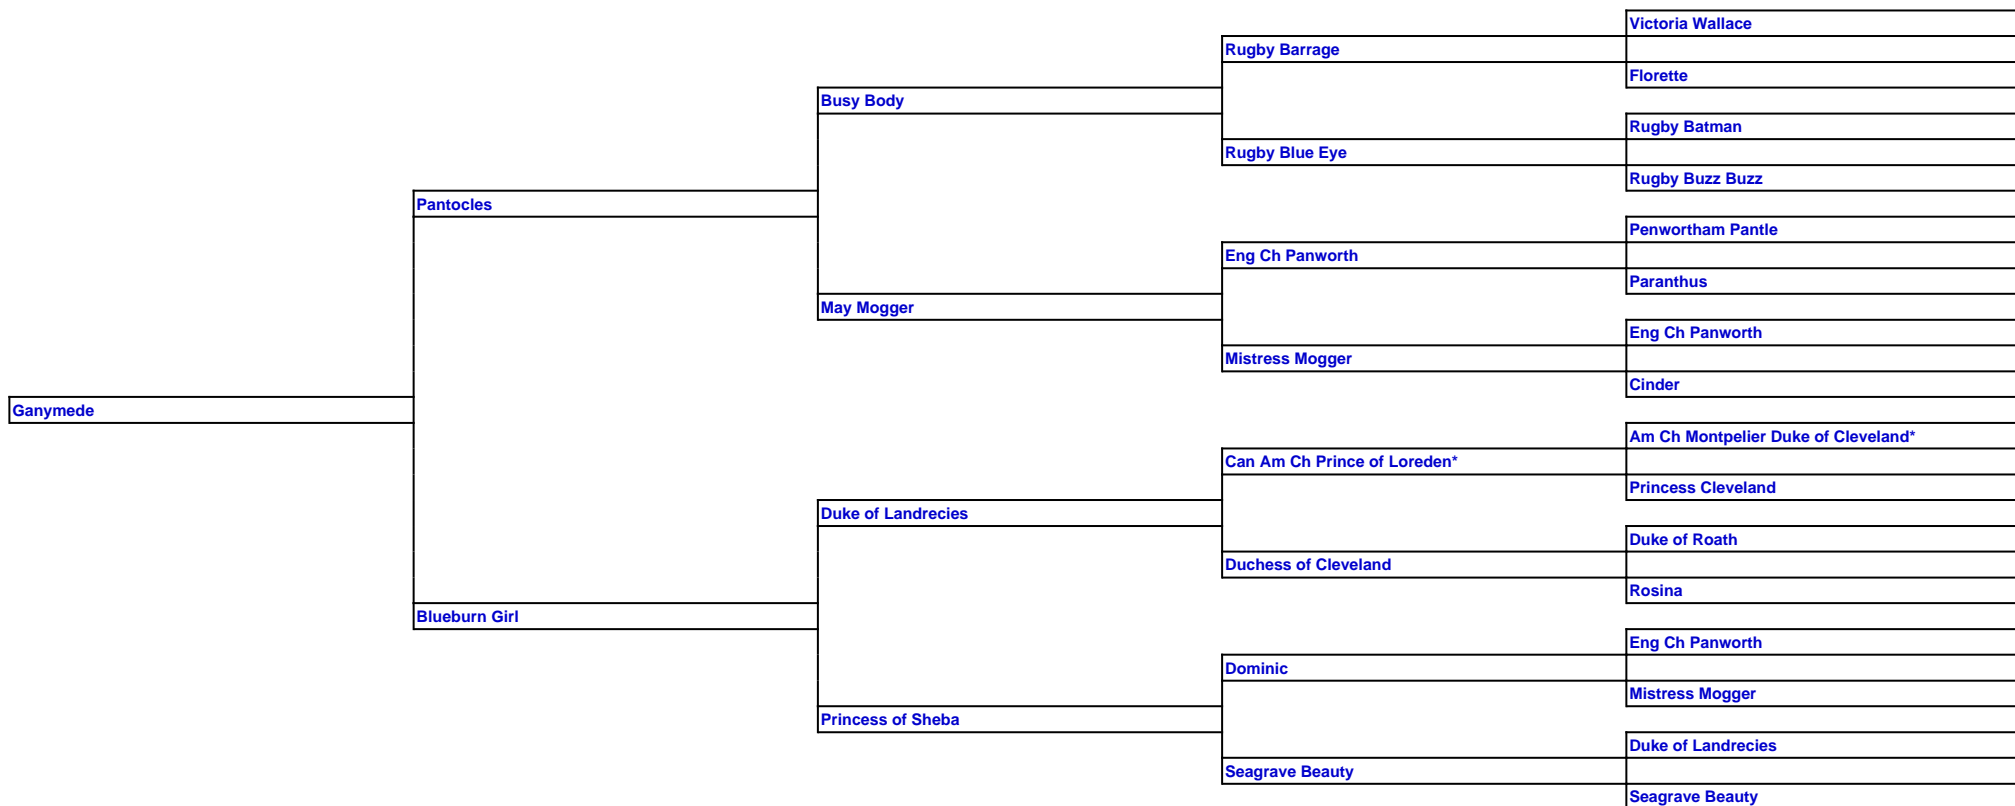 Victoria Wallace
Rugby Barrage
Florette
Busy Body
Rugby Batman
Rugby Blue Eye
Rugby Buzz Buzz
Pantocles
Penwortham Pantle
Eng Ch Panworth
Paranthus
May Mogger
Eng Ch Panworth
Mistress Mogger
Cinder
Ganymede
Am Ch Montpelier Duke of Cleveland*
Can Am Ch Prince of Loreden*
Princess Cleveland
Duke of Landrecies
Duke of Roath
Duchess of Cleveland
Rosina
Blueburn Girl
Eng Ch Panworth
Dominic
Mistress Mogger
Princess of Sheba
Duke of Landrecies
Seagrave Beauty
Seagrave Beauty